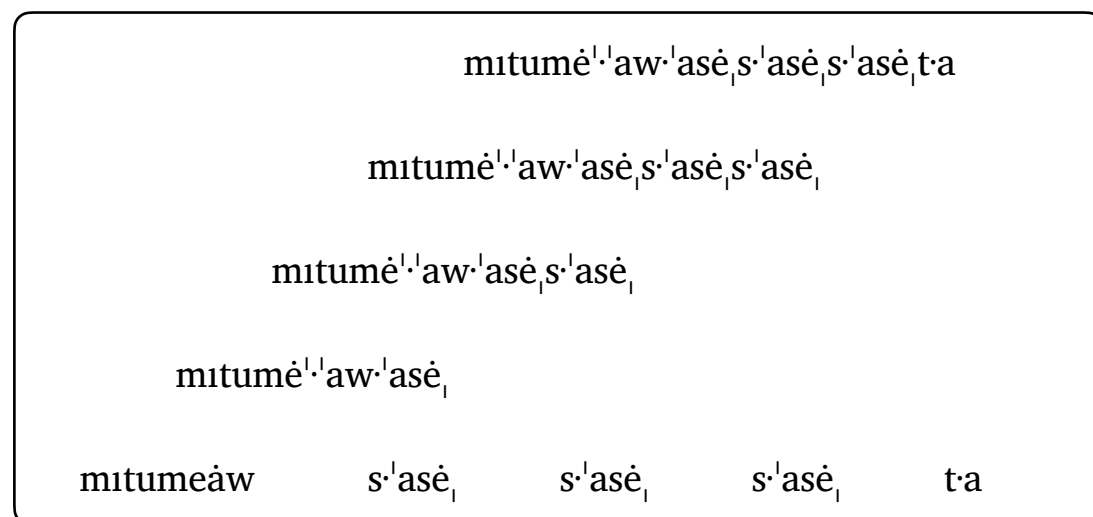 mıtumė'·'aw·'asė,s·'asė,s·'asė,t·a
mıtumė'·'aw·'asė,s·'asė,s·'asė,
mıtumė'·'aw·'asė,s·'asė,
mıtumė'·'aw·'asė,
mıtumeȧw s·'asė, s·'asė, s·'asė, t·a